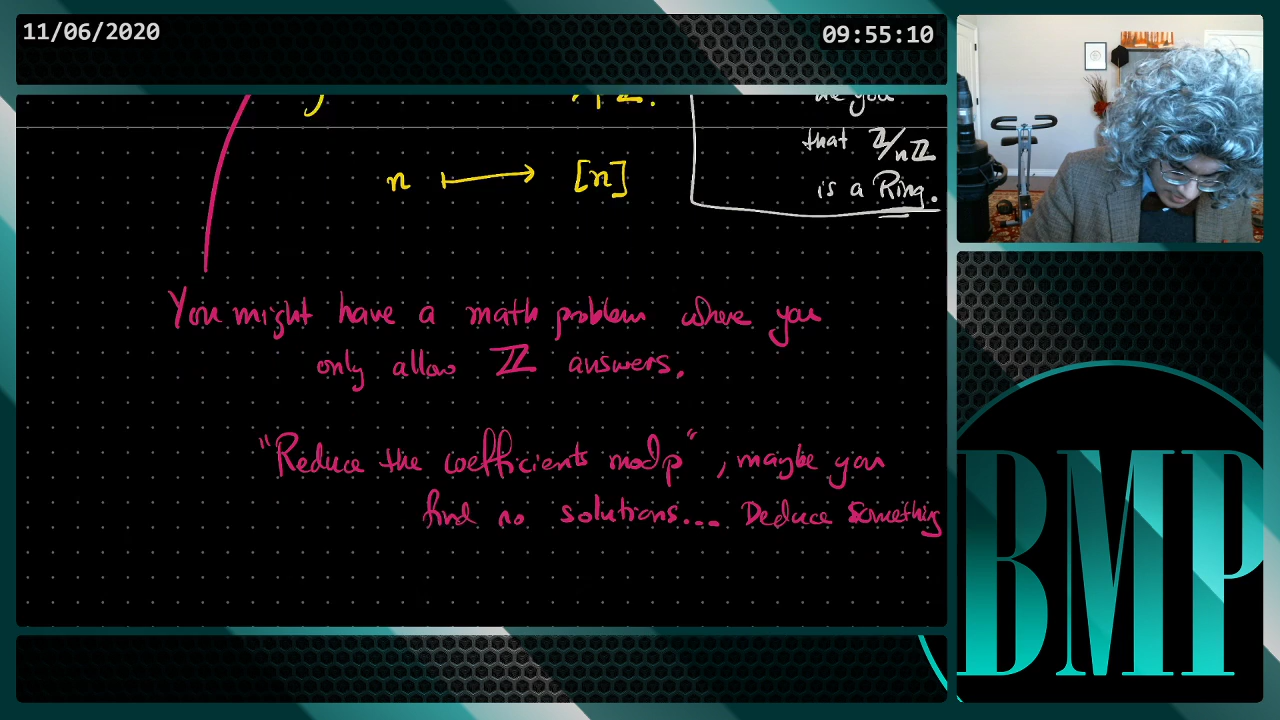 11/06/2020
09:55:10
n ⟼ [n]
that ℤ/nℤ
is a Ring.
You might have a math problem where you
only allow ℤ answers.
"Reduce the coefficients mod p", maybe you
find no solutions... Deduce something
BMP